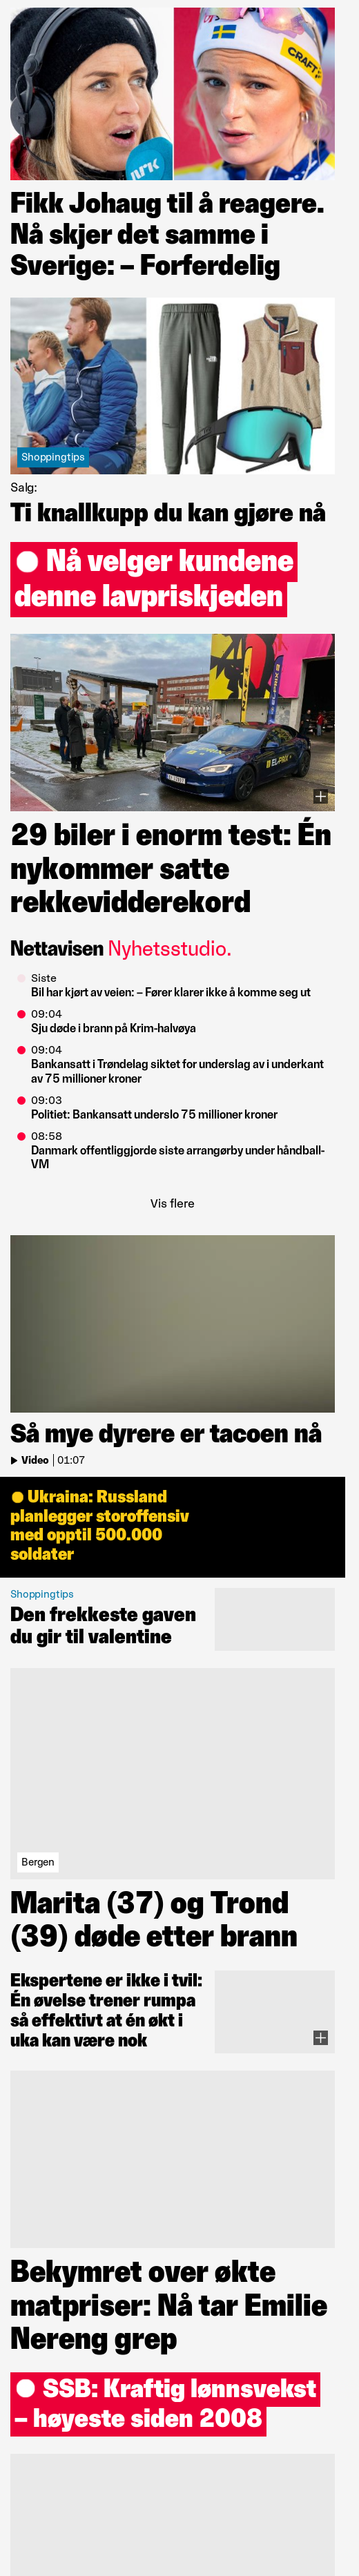 CRAFT
nrk
Fikk Johaug til å reagere.
Nå skjer det samme i
Sverige: – Forferdelig
Shoppingtips
Salg:
Ti knallkupp du kan gjøre nå
Nå velger kundene
denne lavpriskjeden
EL-PRIX
29 biler i enorm test: Én
nykommer satte
rekkevidderekord
Nettavisen Nyhetsstudio.
Siste
Bil har kjørt av veien: – Fører klarer ikke å komme seg ut
09:04
Sju døde i brann på Krim-halvøya
09:04
Bankansatt i Trøndelag siktet for underslag av i underkant
av 75 millioner kroner
09:03
Politiet: Bankansatt underslo 75 millioner kroner
08:58
Danmark offentliggjorde siste arrangørby under håndball-
VM
Vis flere
Så mye dyrere er tacoen nå
Video 01:07
Ukraina: Russland
planlegger storoffensiv
med opptil 500.000
soldater
Shoppingtips
Den frekkeste gaven
du gir til valentine
Bergen
Marita (37) og Trond
(39) døde etter brann
Ekspertene er ikke i tvil:
Én øvelse trener rumpa
så effektivt at én økt i
uka kan være nok
Bekymret over økte
matpriser: Nå tar Emilie
Nereng grep
SSB: Kraftig lønnsvekst
– høyeste siden 2008